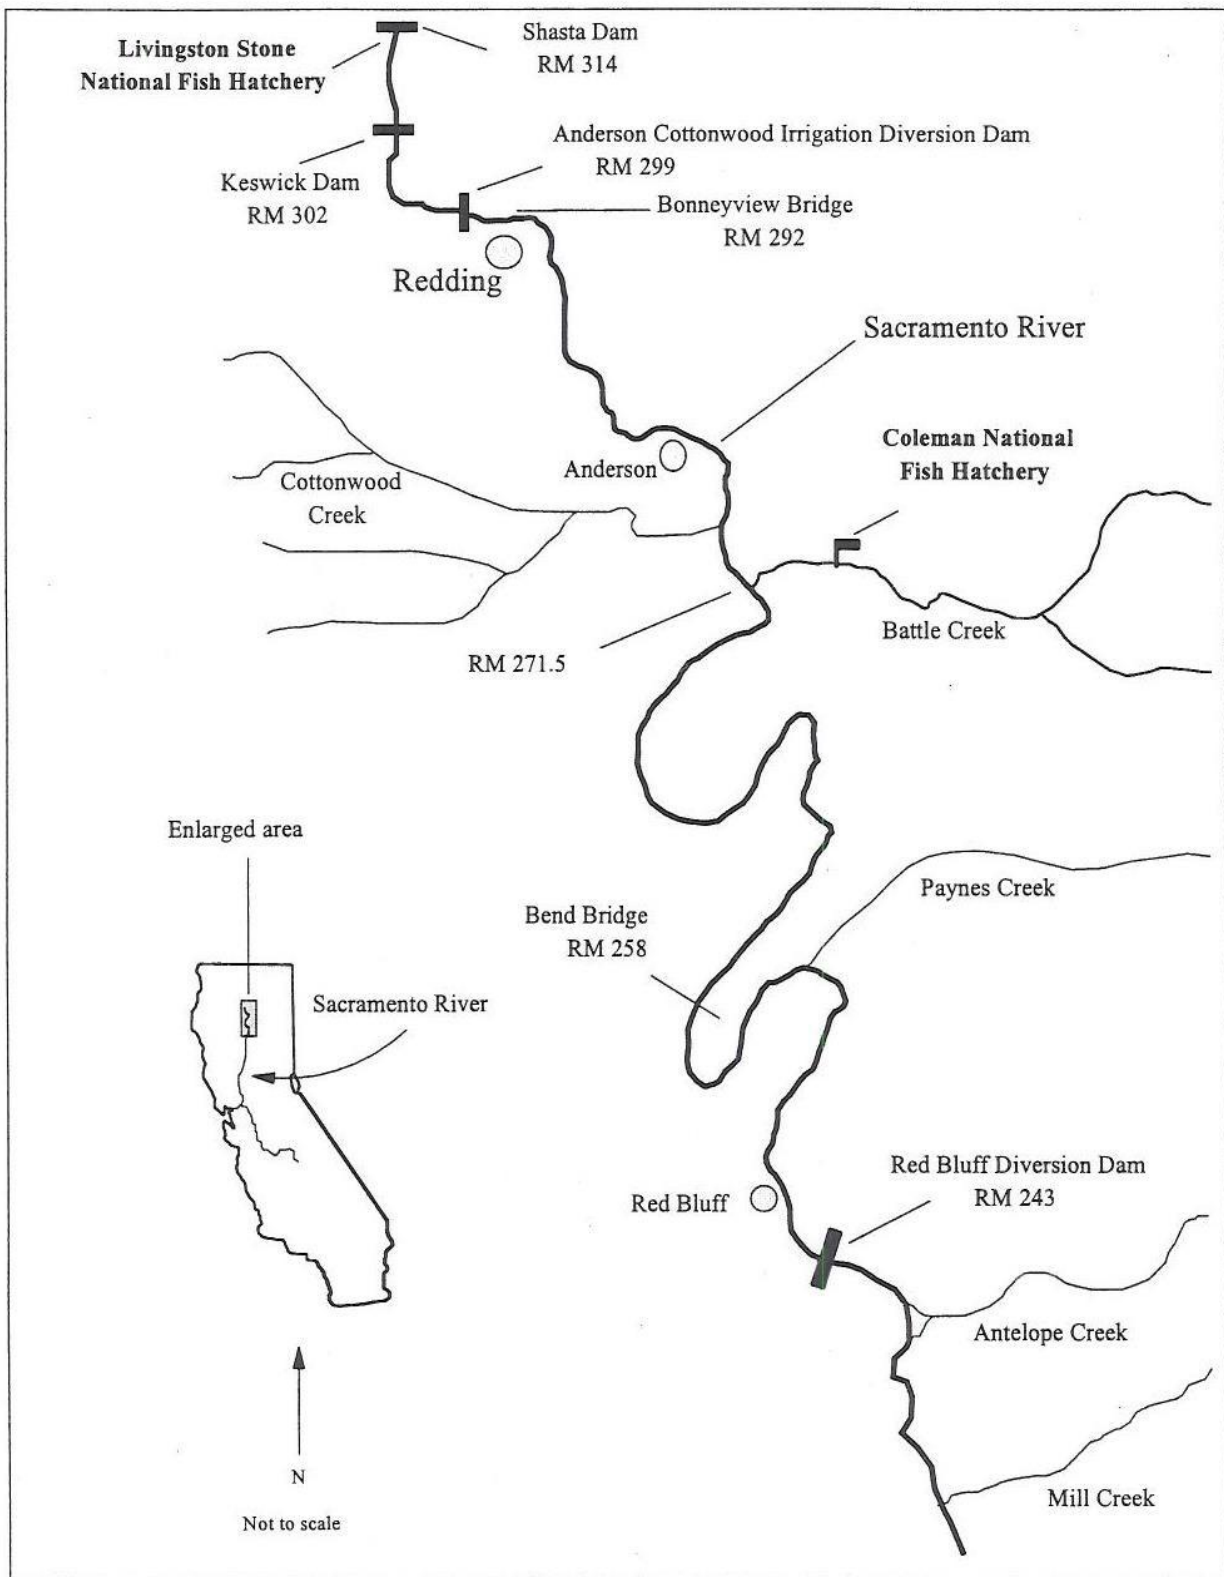 Livingston Stone
National Fish Hatchery
Shasta Dam
RM 314
Keswick Dam
RM 302
Anderson Cottonwood Irrigation Diversion Dam
RM 299
Bonneyview Bridge
RM 292
Redding
Sacramento River
Coleman National
Fish Hatchery
Anderson
Cottonwood
Creek
Battle Creek
RM 271.5
Enlarged area
Paynes Creek
Bend Bridge
RM 258
Sacramento River
Red Bluff Diversion Dam
RM 243
Red Bluff
Antelope Creek
N
Mill Creek
Not to scale